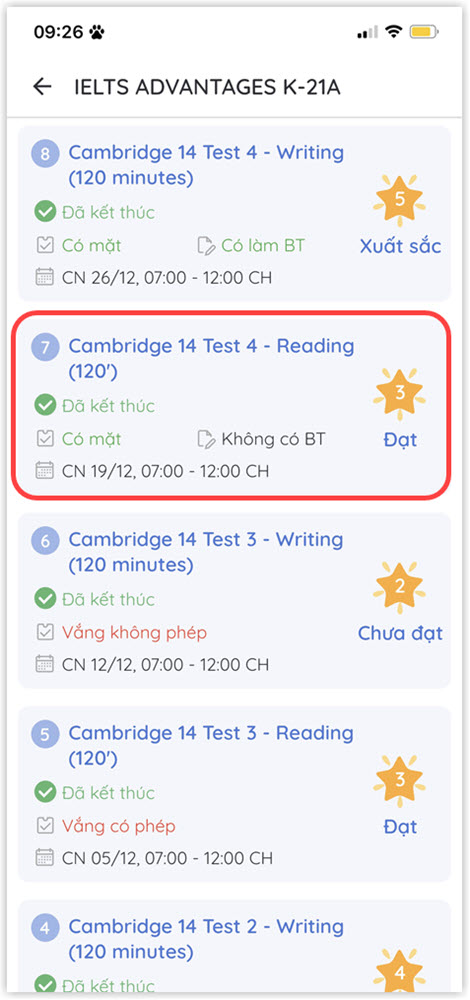 09:26
IELTS ADVANTAGES K-21A
8 Cambridge 14 Test 4 - Writing
(120 minutes)
5
Đã kết thúc
Có mặt Có làm BT Xuất sắc
CN 26/12, 07:00 - 12:00 CH
7 Cambridge 14 Test 4 - Reading
(120')
3
Đã kết thúc
Có mặt Không có BT Đạt
CN 19/12, 07:00 - 12:00 CH
6 Cambridge 14 Test 3 - Writing
(120 minutes)
2
Đã kết thúc
Vắng không phép Chưa đạt
CN 12/12, 07:00 - 12:00 CH
5 Cambridge 14 Test 3 - Reading
(120')
3
Đã kết thúc
Vắng có phép Đạt
CN 05/12, 07:00 - 12:00 CH
4 Cambridge 14 Test 2 - Writing
(120 minutes)
4
Đã kết thúc